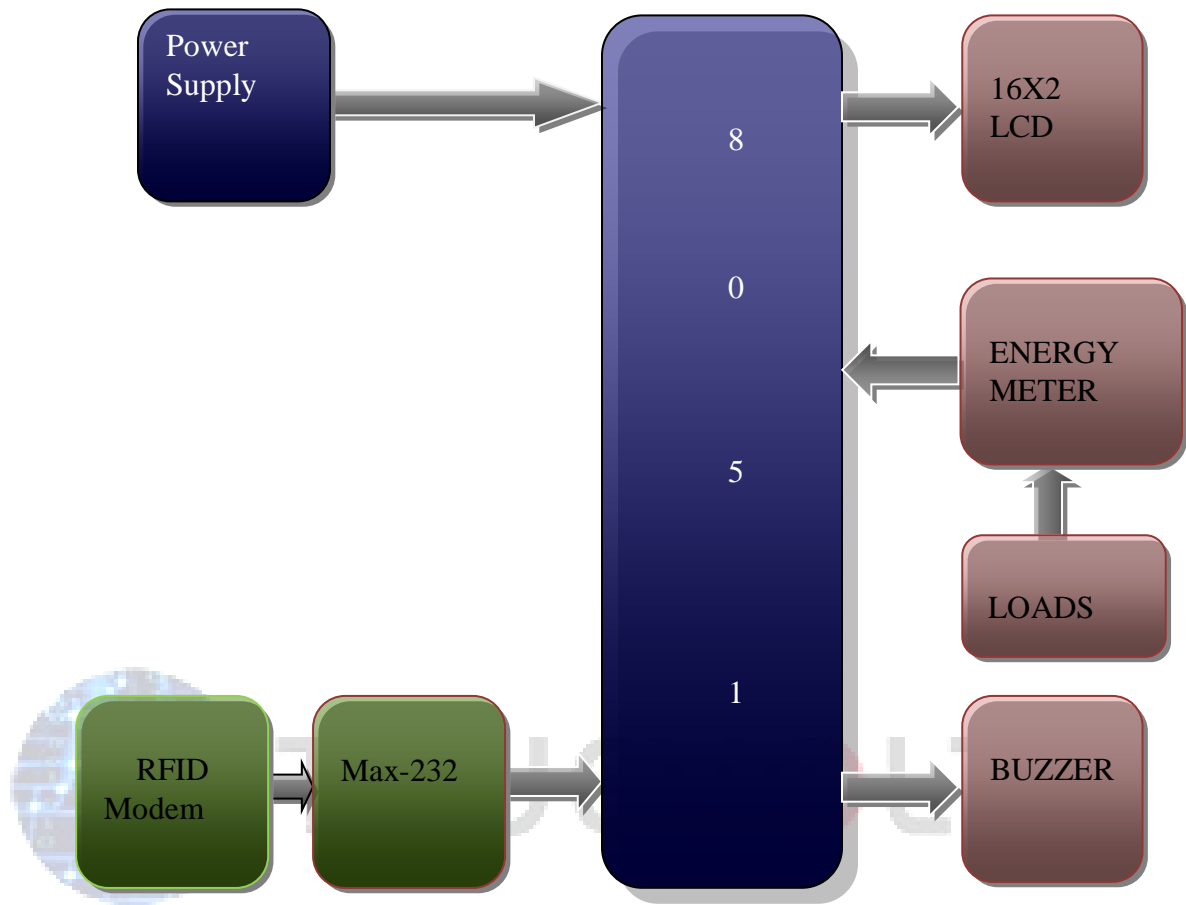 Power
Supply
8
0
5
1
16X2
LCD
ENERGY
METER
LOADS
RFID
Modem
Max-232
BUZZER